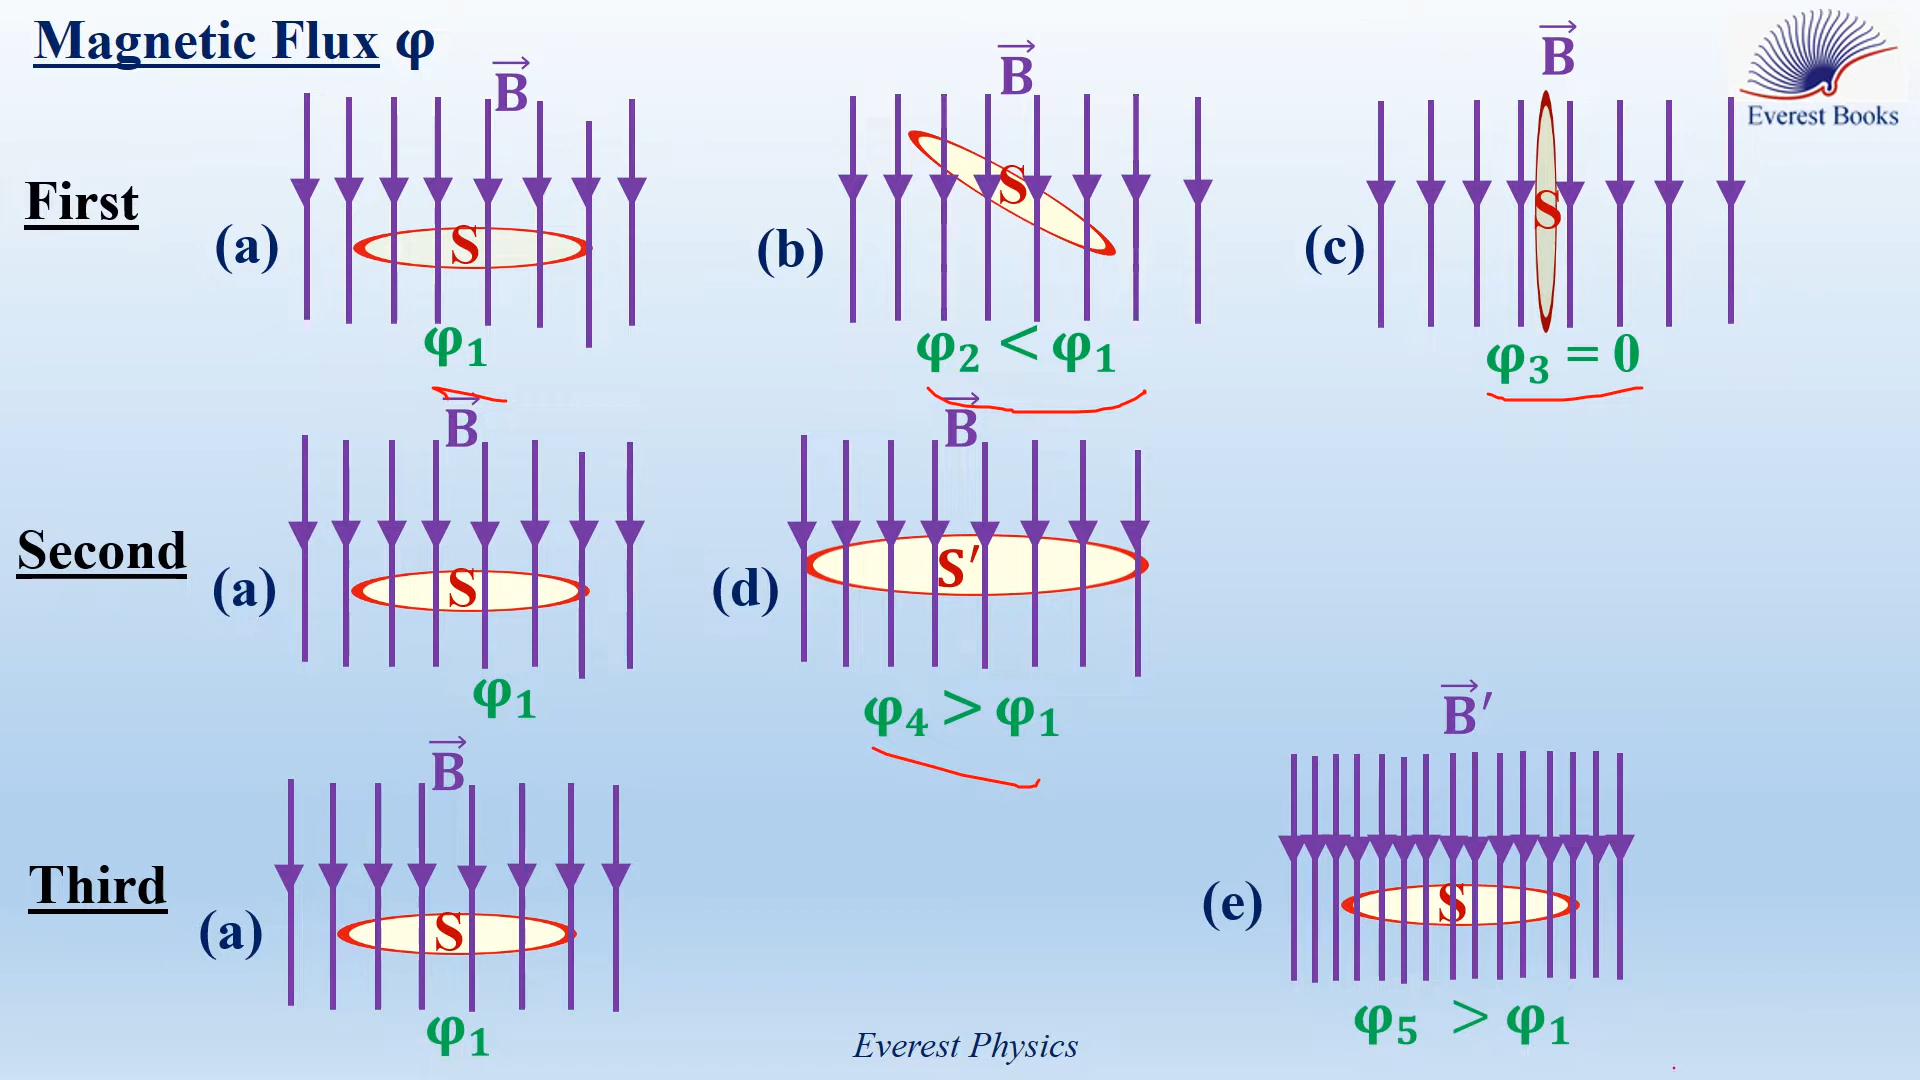 Magnetic Flux φ
B⃗
B⃗
B⃗
Everest Books
First
(a)
S
(b)
S
(c)
S
φ₁
φ₂ < φ₁
φ₃ = 0
B⃗
B⃗
Second
(a)
S
(d)
S′
φ₁
φ₄ > φ₁
B⃗
B⃗′
Third
(a)
S
(e)
S
φ₁
φ₅ > φ₁
Everest Physics